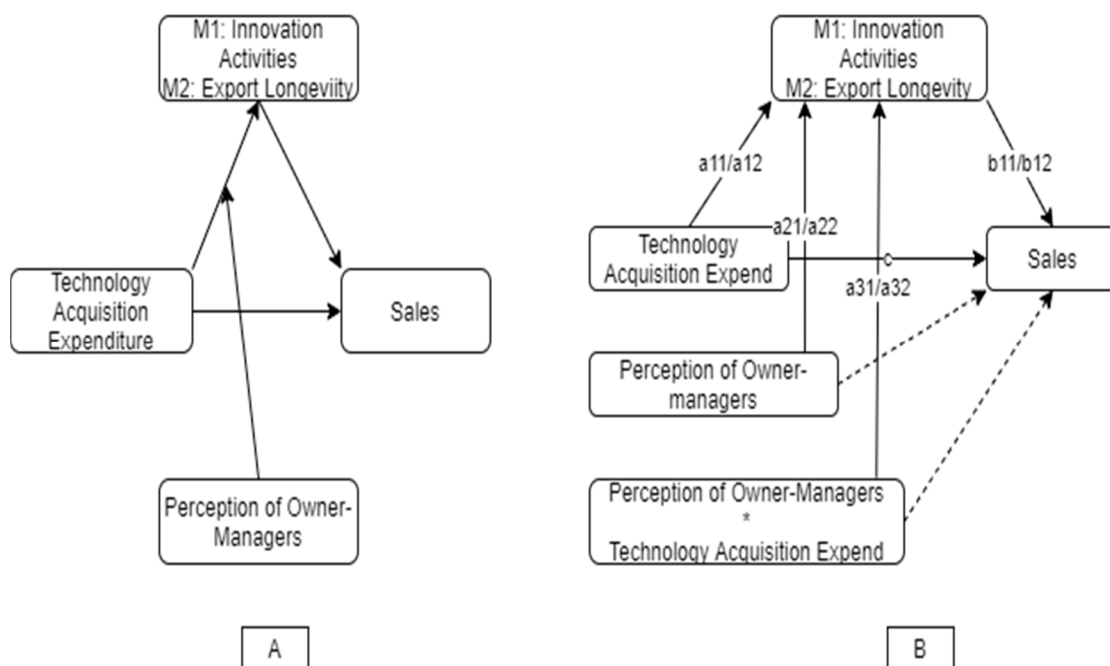 M1: Innovation
Activities
M2: Export Longeviity
Technology
Acquisition
Expenditure
Sales
Perception of Owner-
Managers
A
M1: Innovation
Activities
M2: Export Longevity
a11/a12
b11/b12
a21/a22
Technology
Acquisition Expend
c
Sales
a31/a32
Perception of Owner-
managers
Perception of Owner-Managers
*
Technology Acquisition Expend
B